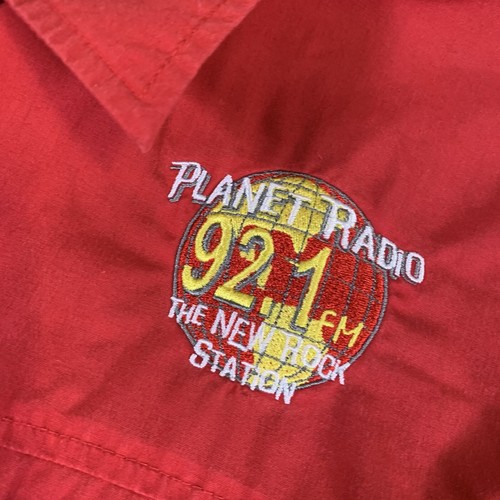 PLANET RADIO
92.1 FM
THE NEW ROCK
STATION